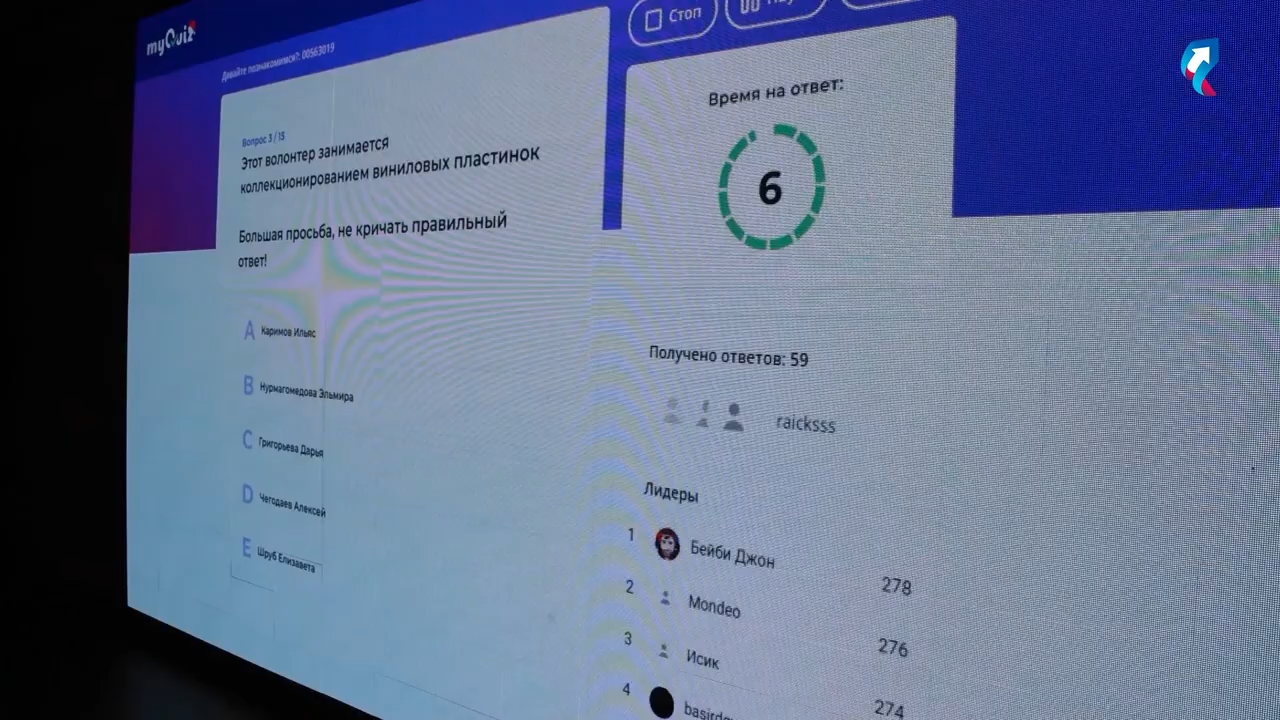 myQuiz
Давайте познакомимся?: 00563019
Вопрос 3 / 15
Этот волонтер занимается
коллекционированием виниловых пластинок
Большая просьба, не кричать правильный
ответ!
A Каримов Ильяс
B Нурмагомедова Эльмира
C Григорьева Дарья
D Чегодаев Алексей
E Шруб Елизавета
Стоп
Время на ответ:
6
Получено ответов: 59
raicksss
Лидеры
1 Бейби Джон 278
2 Mondeo 276
3 Исик 274
4